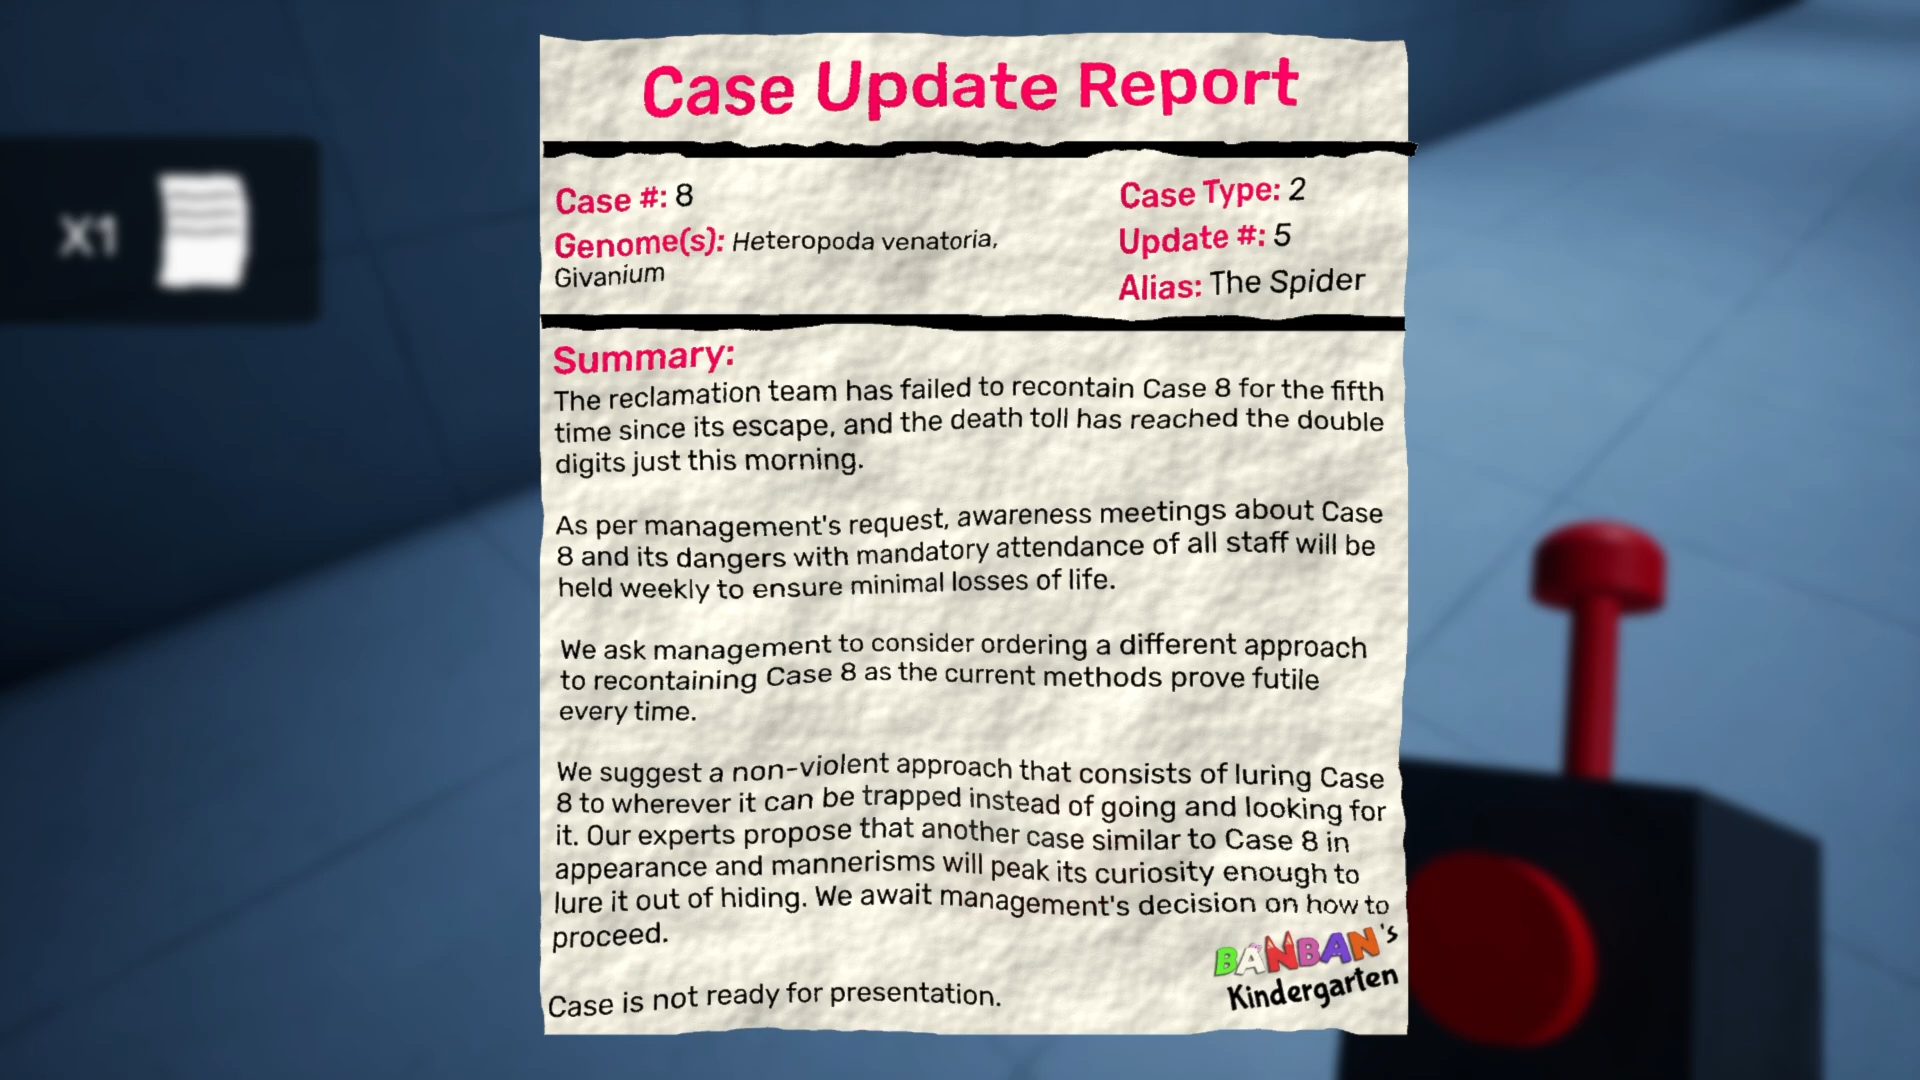 Case Update Report
X1
Case #: 8
Case Type: 2
Genome(s): Heteropoda venatoria,
Givanium
Update #: 5
Alias: The Spider
Summary:
The reclamation team has failed to recontain Case 8 for the fifth
time since its escape, and the death toll has reached the double
digits just this morning.
As per management's request, awareness meetings about Case
8 and its dangers with mandatory attendance of all staff will be
held weekly to ensure minimal losses of life.
We ask management to consider ordering a different approach
to recontaining Case 8 as the current methods prove futile
every time.
We suggest a non-violent approach that consists of luring Case
8 to wherever it can be trapped instead of going and looking for
it. Our experts propose that another case similar to Case 8 in
appearance and mannerisms will peak its curiosity enough to
lure it out of hiding. We await management's decision on how to
proceed.
BANBAN's
Kindergarten
Case is not ready for presentation.